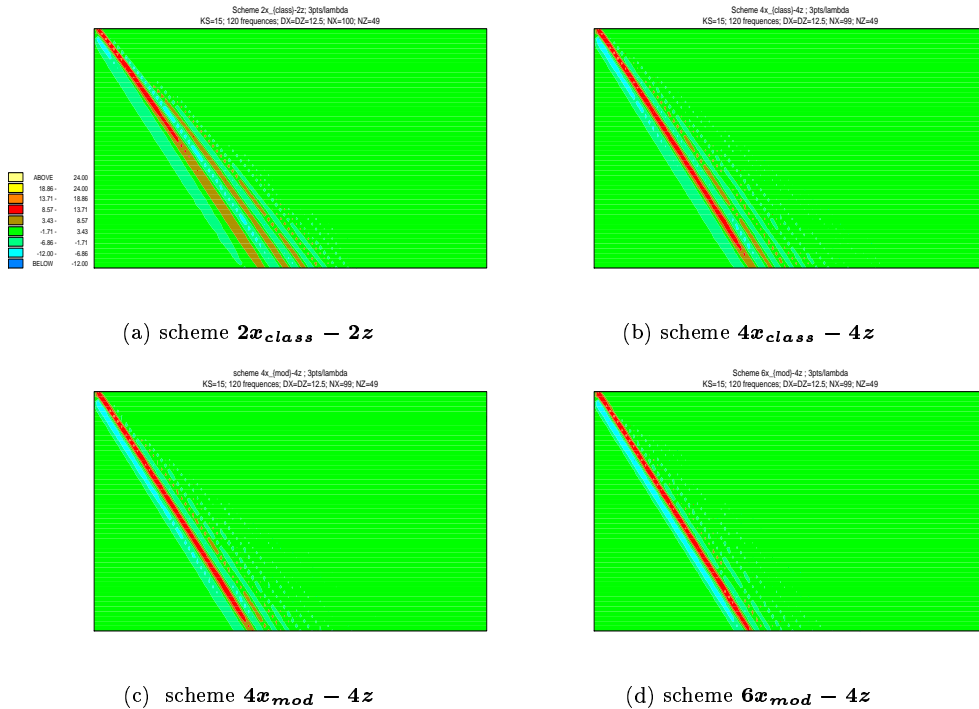 Scheme 2x_{class}-2z; 3pts/lambda
KS=15; 120 frequences; DX=DZ=12.5; NX=100; NZ=49
Scheme 4x_{class}-4z ; 3pts/lambda
KS=15; 120 frequences; DX=DZ=12.5; NX=99; NZ=49
ABOVE 24.00
18.86 - 24.00
13.71 - 18.86
8.57 - 13.71
3.43 - 8.57
-1.71 - 3.43
-6.86 - -1.71
-12.00 - -6.86
BELOW -12.00
(a) scheme 2x_class − 2z
(b) scheme 4x_class − 4z
scheme 4x_{mod}-4z ; 3pts/lambda
KS=15; 120 frequences; DX=DZ=12.5; NX=99; NZ=49
Scheme 6x_{mod}-4z ; 3pts/lambda
KS=15; 120 frequences; DX=DZ=12.5; NX=99; NZ=49
(c) scheme 4x_mod − 4z
(d) scheme 6x_mod − 4z